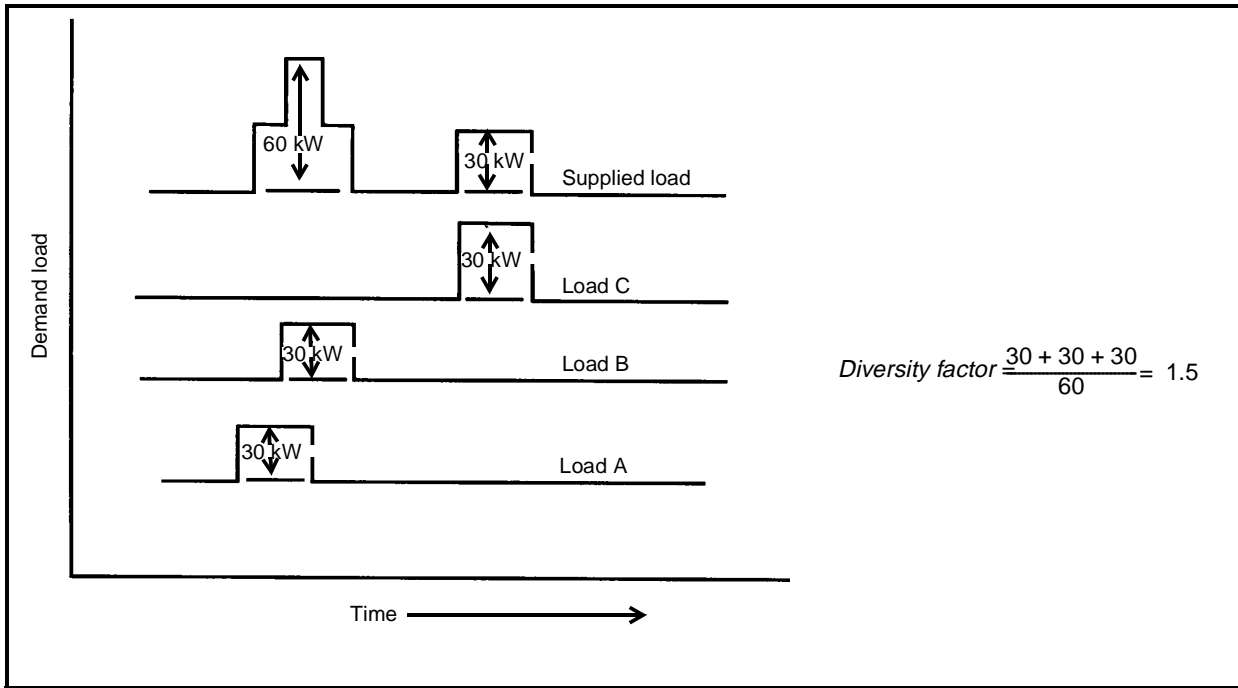 60 kW
30 kW
Supplied load
30 kW
Load C
30 kW
Load B
30 kW
Load A
Demand load
Time
Diversity factor = 30 + 30 + 30
60
= 1.5